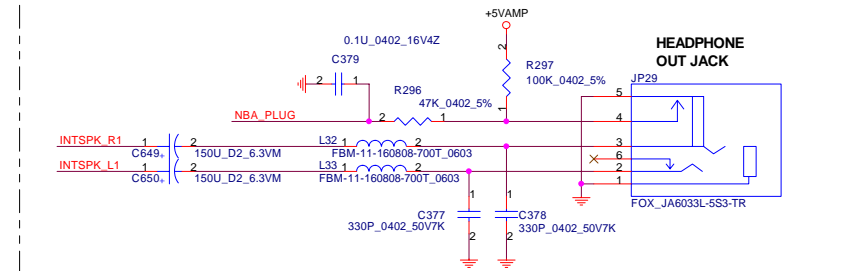 +5VAMP
0.1U_0402_16V4Z
HEADPHONE
OUT JACK
C379
2 1
2
R297
100K_0402_5%
1
JP29
R296
47K_0402_5%
NBA_PLUG 2 1
5
4
INTSPK_R1 1 2 L32 1 2 3
C649+ 150U_D2_6.3VM FBM-11-160808-700T_0603
6
INTSPK_L1 1 2 L33 1 2 2
C650+ 150U_D2_6.3VM FBM-11-160808-700T_0603
1
1 1
FOX_JA6033L-5S3-TR
C377 C378
330P_0402_50V7K 330P_0402_50V7K
2 2